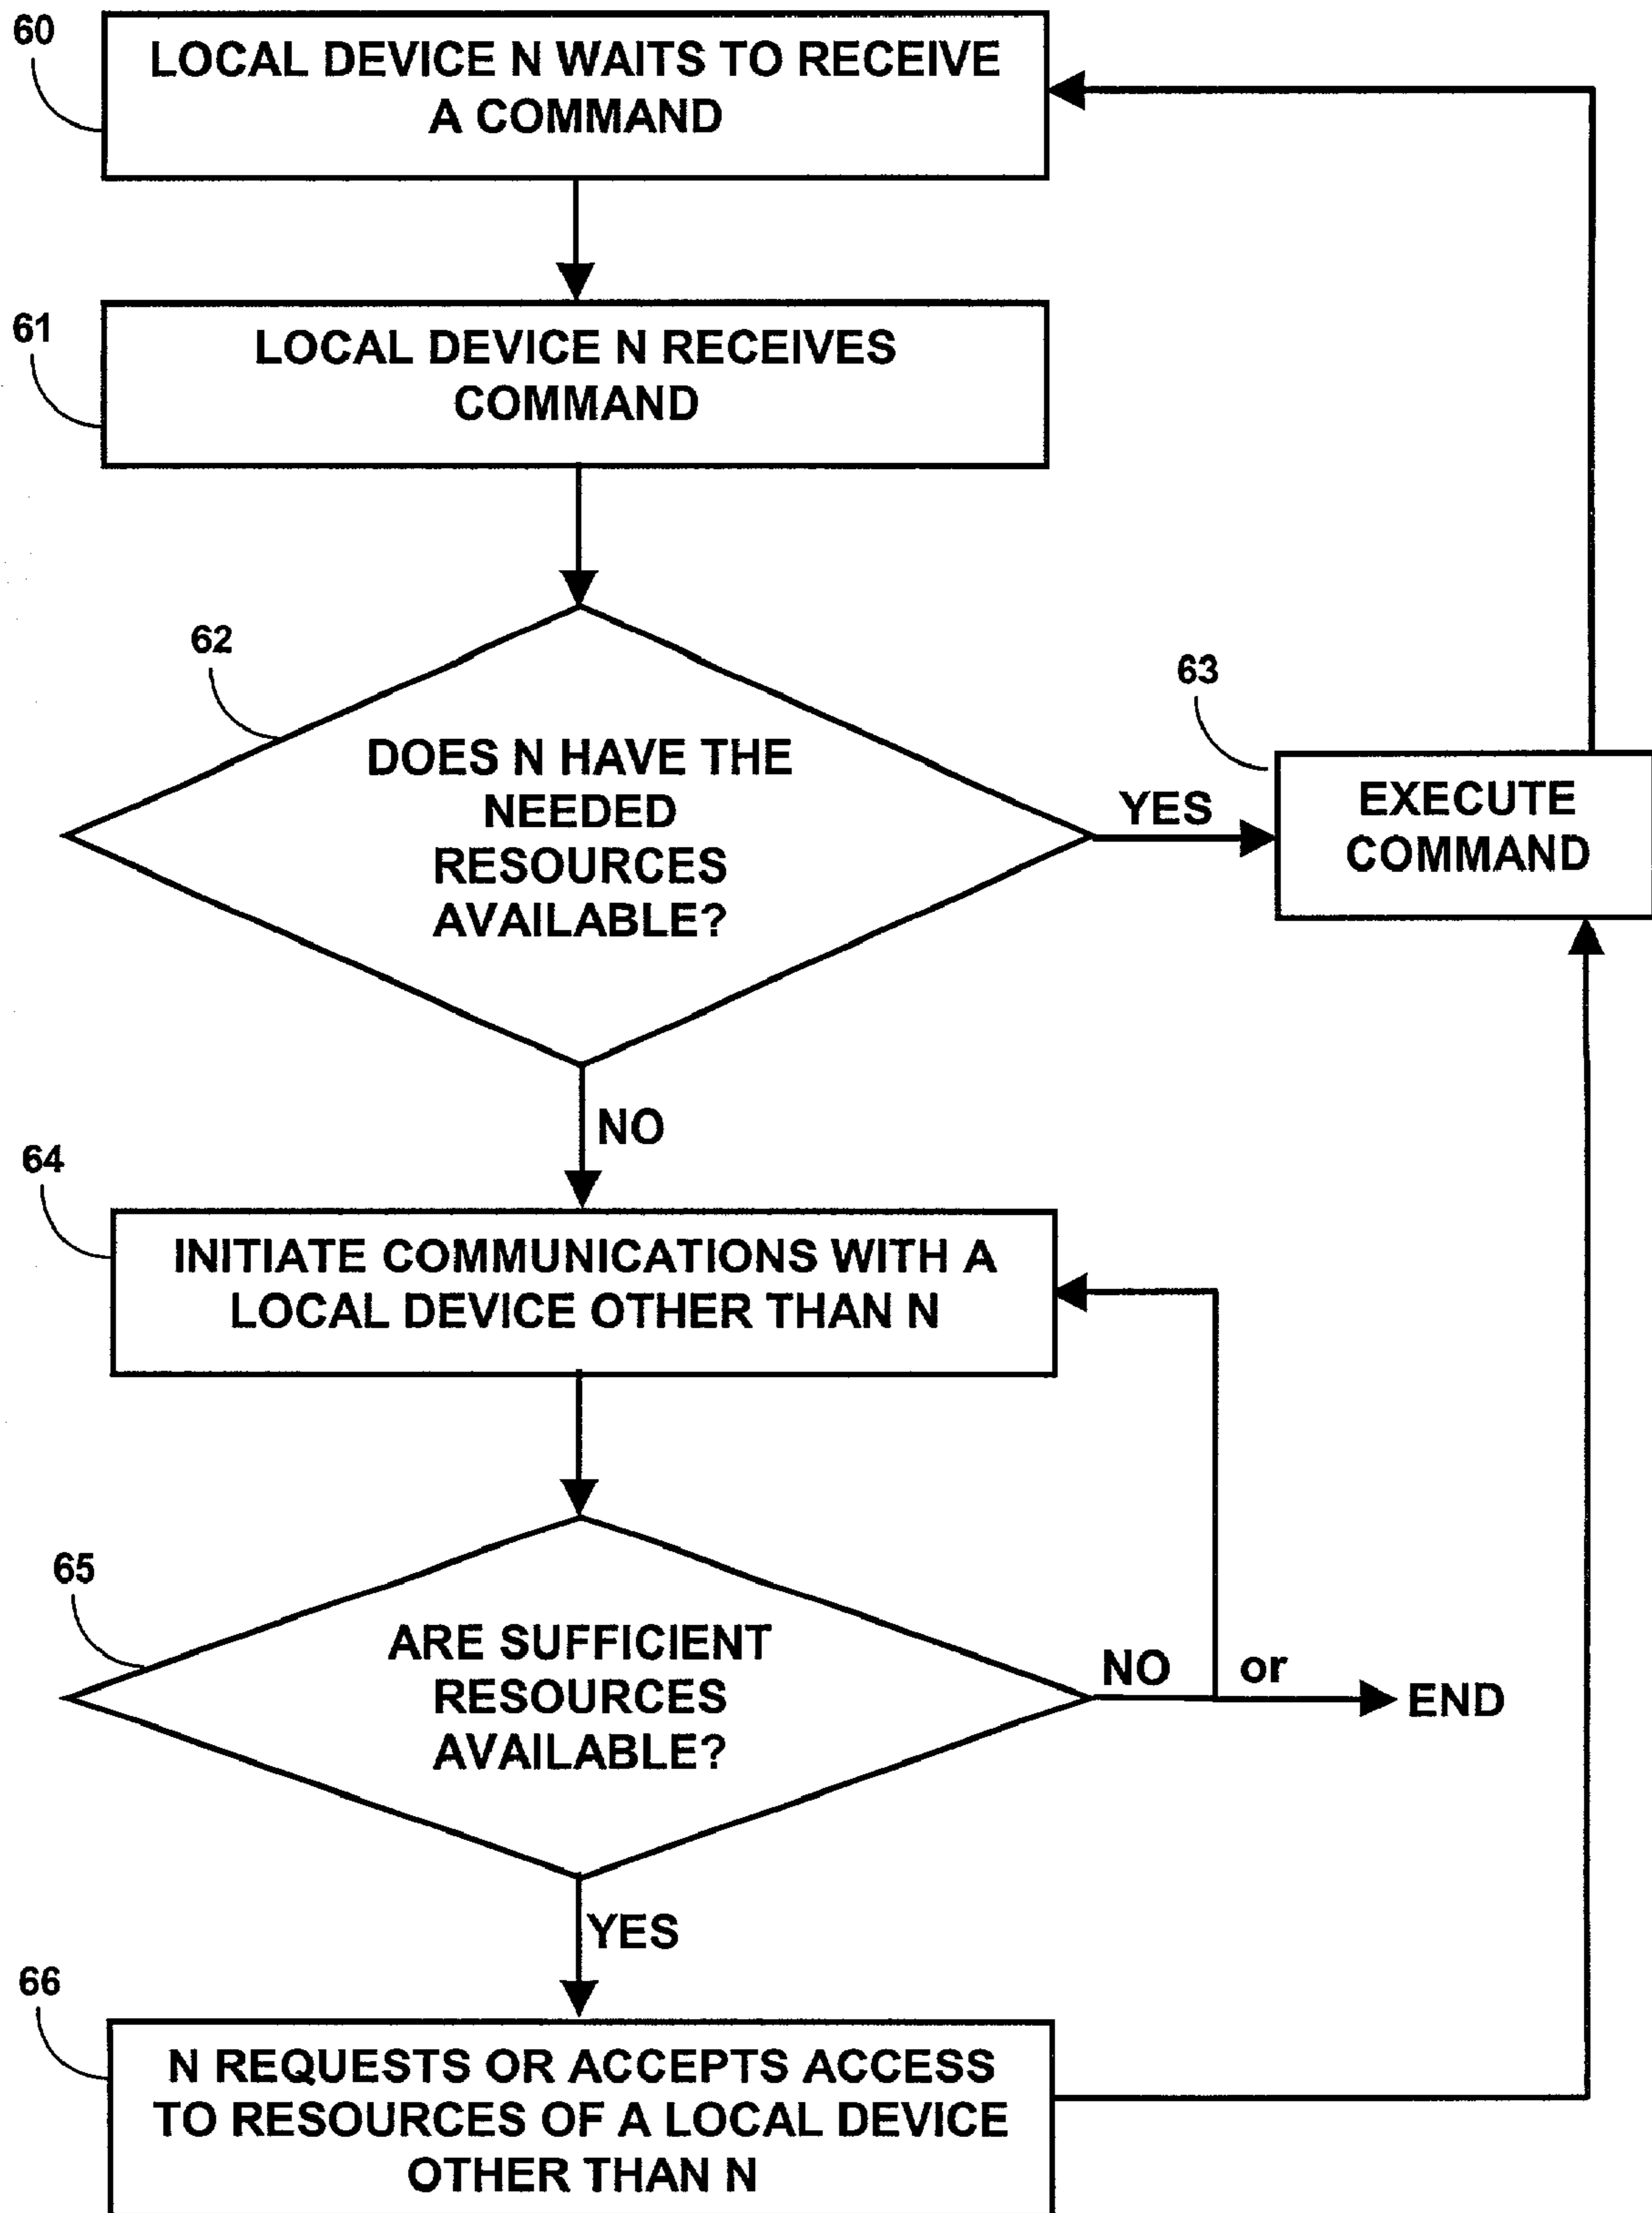 60
LOCAL DEVICE N WAITS TO RECEIVE
A COMMAND
61
LOCAL DEVICE N RECEIVES
COMMAND
62
DOES N HAVE THE
NEEDED
RESOURCES
AVAILABLE?
YES
63
EXECUTE
COMMAND
NO
64
INITIATE COMMUNICATIONS WITH A
LOCAL DEVICE OTHER THAN N
65
ARE SUFFICIENT
RESOURCES
AVAILABLE?
NO or
END
YES
66
N REQUESTS OR ACCEPTS ACCESS
TO RESOURCES OF A LOCAL DEVICE
OTHER THAN N